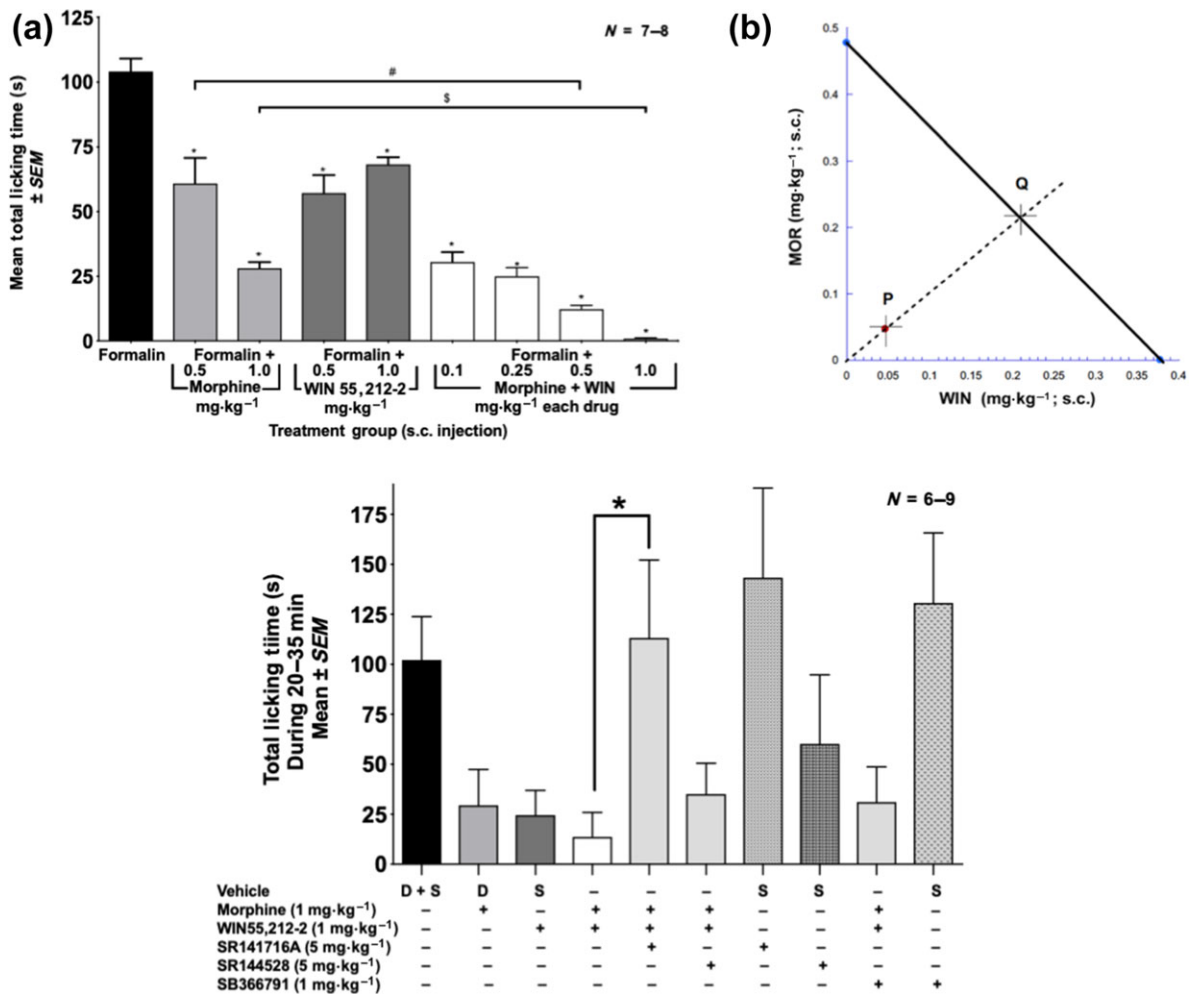 (a)
125
100
75
50
25
0
Mean total licking time (s)
± SEM
N = 7–8
#
$
* * * * * * * *
Formalin Formalin + Formalin + Formalin +
0.5 1.0 0.5 1.0 0.1 0.25 0.5 1.0
Morphine WIN 55,212-2 Morphine + WIN
mg·kg⁻¹ mg·kg⁻¹ mg·kg⁻¹ each drug
Treatment group (s.c. injection)
(b)
0.5
0.4
0.3
0.2
0.1
0
MOR (mg·kg⁻¹; s.c.)
Q
P
0 0.05 0.1 0.15 0.2 0.25 0.3 0.35 0.4
WIN (mg·kg⁻¹; s.c.)
Total licking tiime (s)
During 20–35 min
Mean ± SEM
175
150
125
100
75
50
25
0
*
N = 6–9
Vehicle D + S D S – – – S S – S
Morphine (1 mg·kg⁻¹) – + – + + + – – + –
WIN55,212-2 (1 mg·kg⁻¹) – – + + + + – – + –
SR141716A (5 mg·kg⁻¹) – – – – + – + – – –
SR144528 (5 mg·kg⁻¹) – – – – – + – + – –
SB366791 (1 mg·kg⁻¹) – – – – – – – – + +